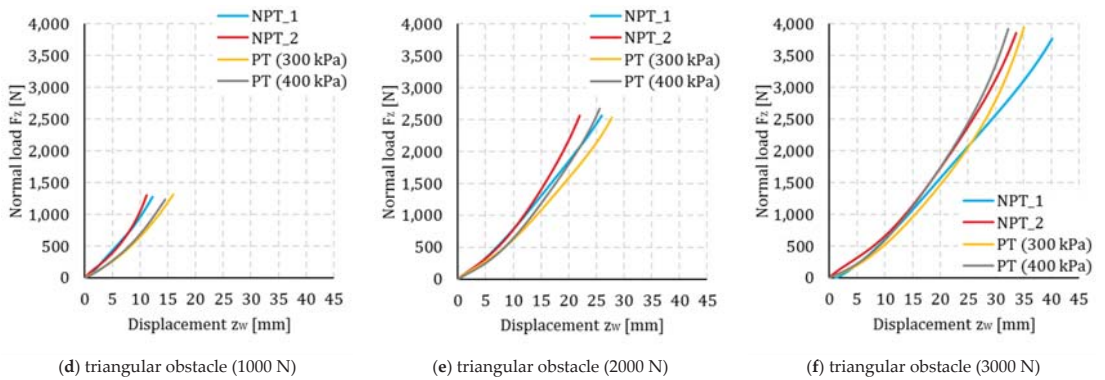 4,000
3,500
3,000
2,500
2,000
1,500
1,000
500
0
Normal load Fz [N]
NPT_1
NPT_2
PT (300 kPa)
PT (400 kPa)
0 5 10 15 20 25 30 35 40 45
Displacement zw [mm]
(d) triangular obstacle (1000 N)
4,000
3,500
3,000
2,500
2,000
1,500
1,000
500
0
Normal load Fz [N]
NPT_1
NPT_2
PT (300 kPa)
PT (400 kPa)
0 5 10 15 20 25 30 35 40 45
Displacement zw [mm]
(e) triangular obstacle (2000 N)
4,000
3,500
3,000
2,500
2,000
1,500
1,000
500
0
Normal load Fz [N]
NPT_1
NPT_2
PT (300 kPa)
PT (400 kPa)
0 5 10 15 20 25 30 35 40 45
Displacement zw [mm]
(f) triangular obstacle (3000 N)